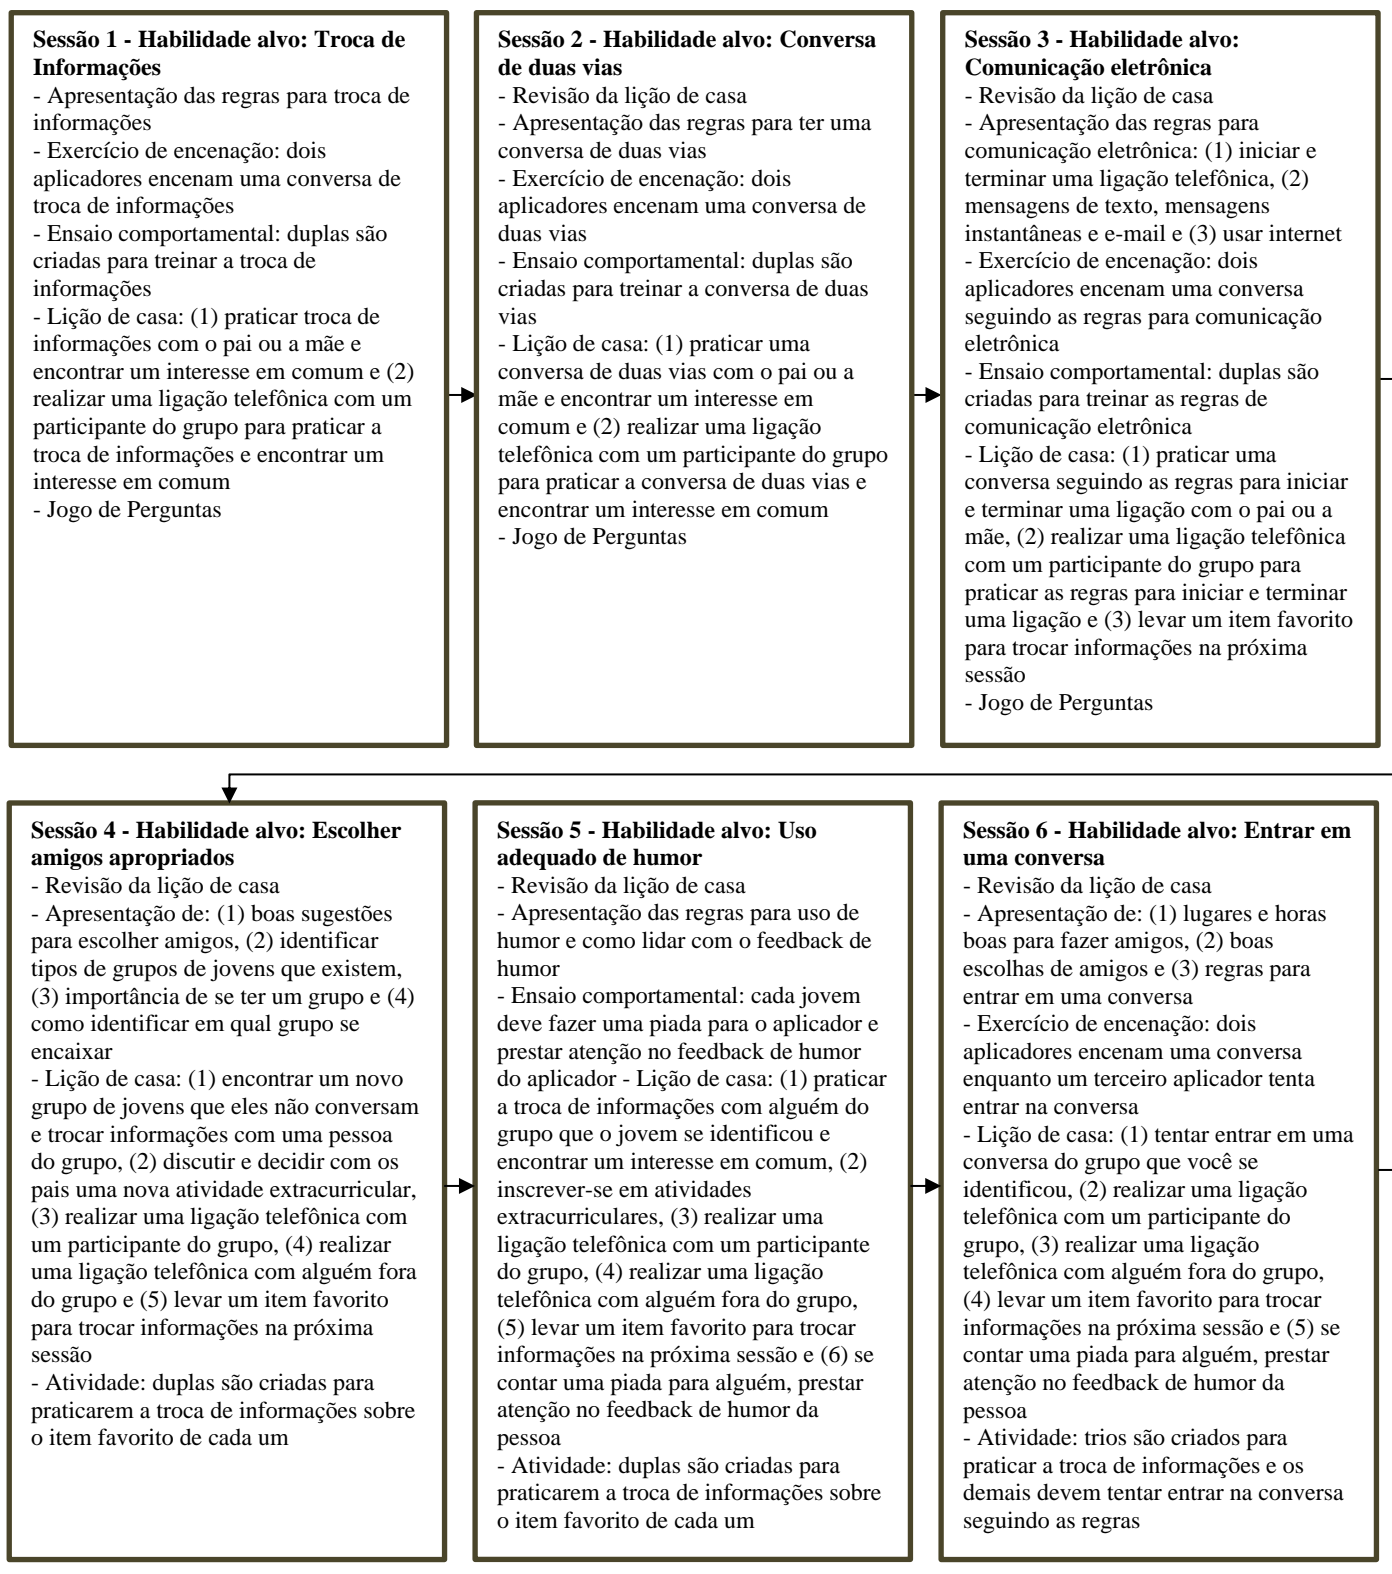 Sessão 1 - Habilidade alvo: Troca de
Informações
- Apresentação das regras para troca de
informações
- Exercício de encenação: dois
aplicadores encenam uma conversa de
troca de informações
- Ensaio comportamental: duplas são
criadas para treinar a troca de
informações
- Lição de casa: (1) praticar troca de
informações com o pai ou a mãe e
encontrar um interesse em comum e (2)
realizar uma ligação telefônica com um
participante do grupo para praticar a
troca de informações e encontrar um
interesse em comum
- Jogo de Perguntas
Sessão 2 - Habilidade alvo: Conversa
de duas vias
- Revisão da lição de casa
- Apresentação das regras para ter uma
conversa de duas vias
- Exercício de encenação: dois
aplicadores encenam uma conversa de
duas vias
- Ensaio comportamental: duplas são
criadas para treinar a conversa de duas
vias
- Lição de casa: (1) praticar uma
conversa de duas vias com o pai ou a
mãe e encontrar um interesse em
comum e (2) realizar uma ligação
telefônica com um participante do grupo
para praticar a conversa de duas vias e
encontrar um interesse em comum
- Jogo de Perguntas
Sessão 3 - Habilidade alvo:
Comunicação eletrônica
- Revisão da lição de casa
- Apresentação das regras para
comunicação eletrônica: (1) iniciar e
terminar uma ligação telefônica, (2)
mensagens de texto, mensagens
instantâneas e e-mail e (3) usar internet
- Exercício de encenação: dois
aplicadores encenam uma conversa
seguindo as regras para comunicação
eletrônica
- Ensaio comportamental: duplas são
criadas para treinar as regras de
comunicação eletrônica
- Lição de casa: (1) praticar uma
conversa seguindo as regras para iniciar
e terminar uma ligação com o pai ou a
mãe, (2) realizar uma ligação telefônica
com um participante do grupo para
praticar as regras para iniciar e terminar
uma ligação e (3) levar um item favorito
para trocar informações na próxima
sessão
- Jogo de Perguntas
Sessão 4 - Habilidade alvo: Escolher
amigos apropriados
- Revisão da lição de casa
- Apresentação de: (1) boas sugestões
para escolher amigos, (2) identificar
tipos de grupos de jovens que existem,
(3) importância de se ter um grupo e (4)
como identificar em qual grupo se
encaixar
- Lição de casa: (1) encontrar um novo
grupo de jovens que eles não conversam
e trocar informações com uma pessoa
do grupo, (2) discutir e decidir com os
pais uma nova atividade extracurricular,
(3) realizar uma ligação telefônica com
um participante do grupo, (4) realizar
uma ligação telefônica com alguém fora
do grupo e (5) levar um item favorito
para trocar informações na próxima
sessão
- Atividade: duplas são criadas para
praticarem a troca de informações sobre
o item favorito de cada um
Sessão 5 - Habilidade alvo: Uso
adequado de humor
- Revisão da lição de casa
- Apresentação das regras para uso de
humor e como lidar com o feedback de
humor
- Ensaio comportamental: cada jovem
deve fazer uma piada para o aplicador e
prestar atenção no feedback de humor
do aplicador - Lição de casa: (1) praticar
a troca de informações com alguém do
grupo que o jovem se identificou e
encontrar um interesse em comum, (2)
inscrever-se em atividades
extracurriculares, (3) realizar uma
ligação telefônica com um participante
do grupo, (4) realizar uma ligação
telefônica com alguém fora do grupo,
(5) levar um item favorito para trocar
informações na próxima sessão e (6) se
contar uma piada para alguém, prestar
atenção no feedback de humor da
pessoa
- Atividade: duplas são criadas para
praticarem a troca de informações sobre
o item favorito de cada um
Sessão 6 - Habilidade alvo: Entrar em
uma conversa
- Revisão da lição de casa
- Apresentação de: (1) lugares e horas
boas para fazer amigos, (2) boas
escolhas de amigos e (3) regras para
entrar em uma conversa
- Exercício de encenação: dois
aplicadores encenam uma conversa
enquanto um terceiro aplicador tenta
entrar na conversa
- Lição de casa: (1) tentar entrar em uma
conversa do grupo que você se
identificou, (2) realizar uma ligação
telefônica com um participante do
grupo, (3) realizar uma ligação
telefônica com alguém fora do grupo,
(4) levar um item favorito para trocar
informações na próxima sessão e (5) se
contar uma piada para alguém, prestar
atenção no feedback de humor da
pessoa
- Atividade: trios são criados para
praticar a troca de informações e os
demais devem tentar entrar na conversa
seguindo as regras